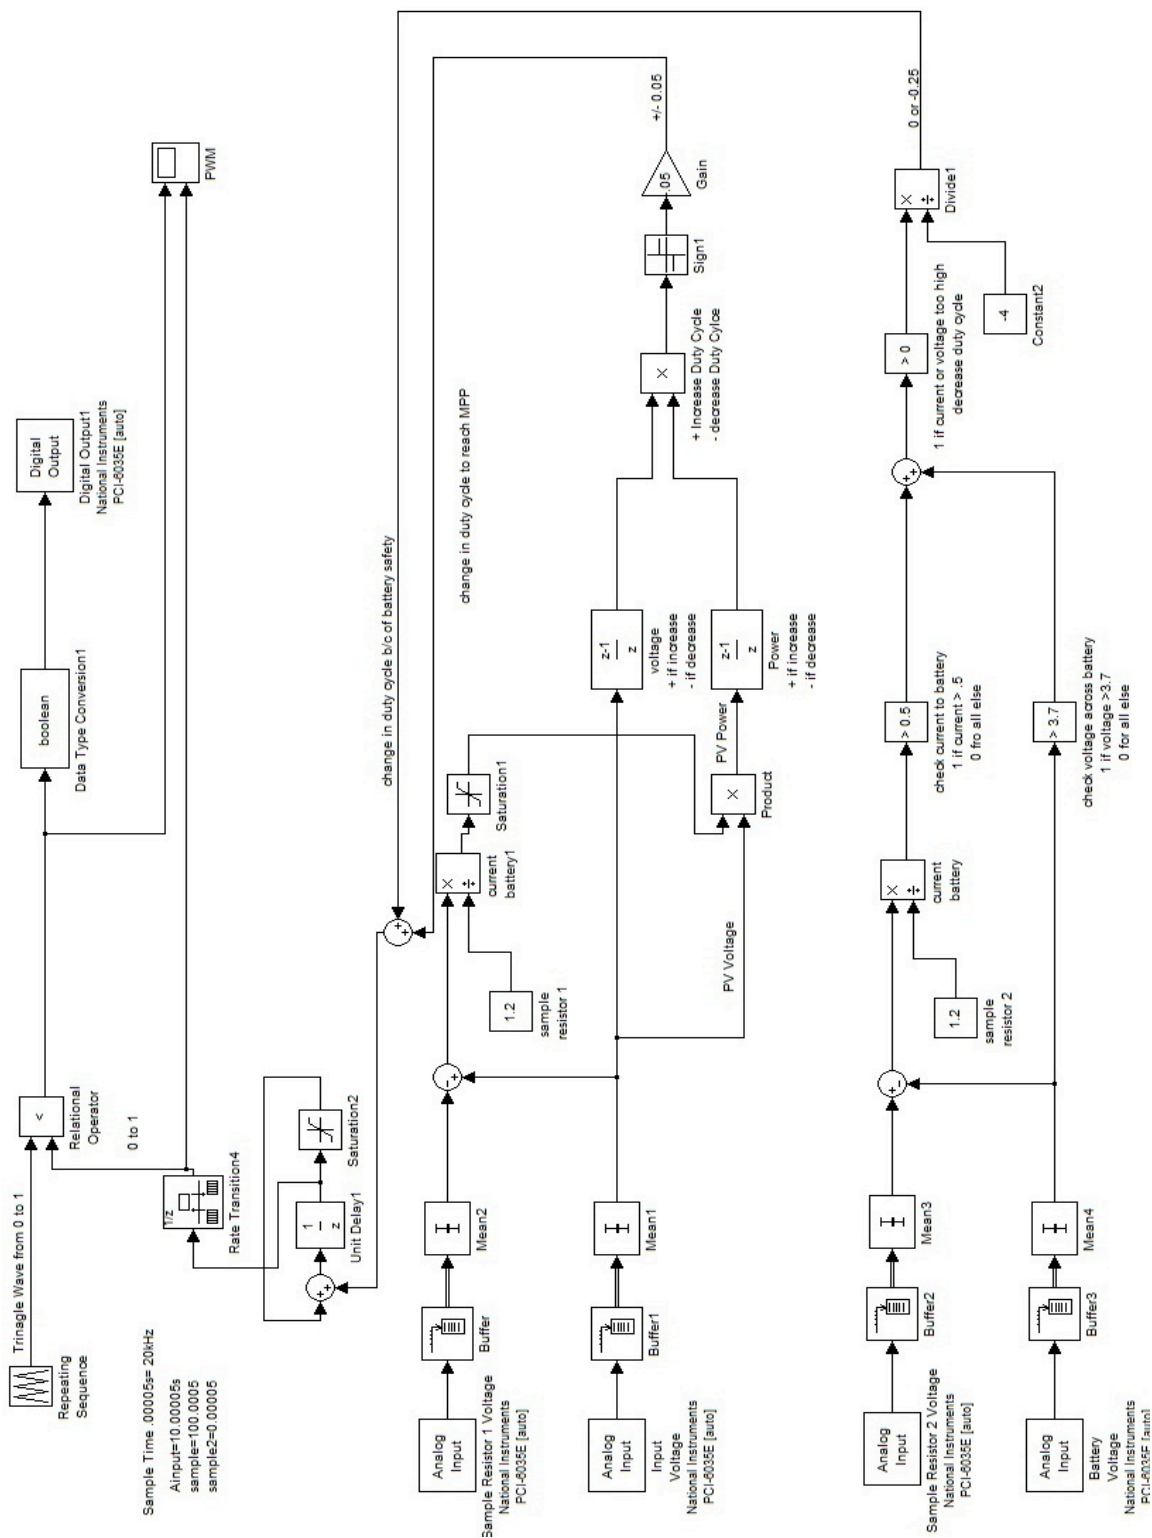 Trinagle Wave from 0 to 1
Repeating
Sequence
<
Relational
Operator
0 to 1
boolean
Data Type Conversion1
Digital
Output
Digital Output1
National Instruments
PCI-6035E [auto]
PWM
Sample Time .00005s= 20kHz
Ainput=10.00005s
sample=100.0005
sample2=0.00005
1/z
Rate Transition4
1
z
Unit Delay1
Saturation2
++
++
change in duty cycle b/c of battery safety
change in duty cycle to reach MPP
Analog
Input
Sample Resistor 1 Voltage
National Instruments
PCI-6035E [auto]
Buffer
Mean2
-+
1.2
sample
resistor 1
×
÷
current
battery1
Saturation1
Analog
Input
Input
Voltage
National Instruments
PCI-6035E [auto]
Buffer1
Mean1
PV Voltage
×
Product
PV Power
z-1
z
voltage
+ if increase
- if decrease
z-1
z
Power
+ if increase
- if decrease
×
+ Increase Duty Cycle
- decrease Duty Cylce
Sign1
.05
Gain
+/- 0.05
Analog
Input
Sample Resistor 2 Voltage
National Instruments
PCI-6035E [auto]
Buffer2
Mean3
+-
1.2
sample
resistor 2
×
÷
current
battery
> 0.5
check current to battery
1 if current > .5
0 fro all else
++
> 0
1 if current or voltage too high
decrease duty cycle
-4
Constant2
×
÷
Divide1
0 or -0.25
Analog
Input
Battery
Voltage
National Instruments
PCI-6035E [auto]
Buffer3
Mean4
> 3.7
check voltage across battery
1 if voltage >3.7
0 for all else